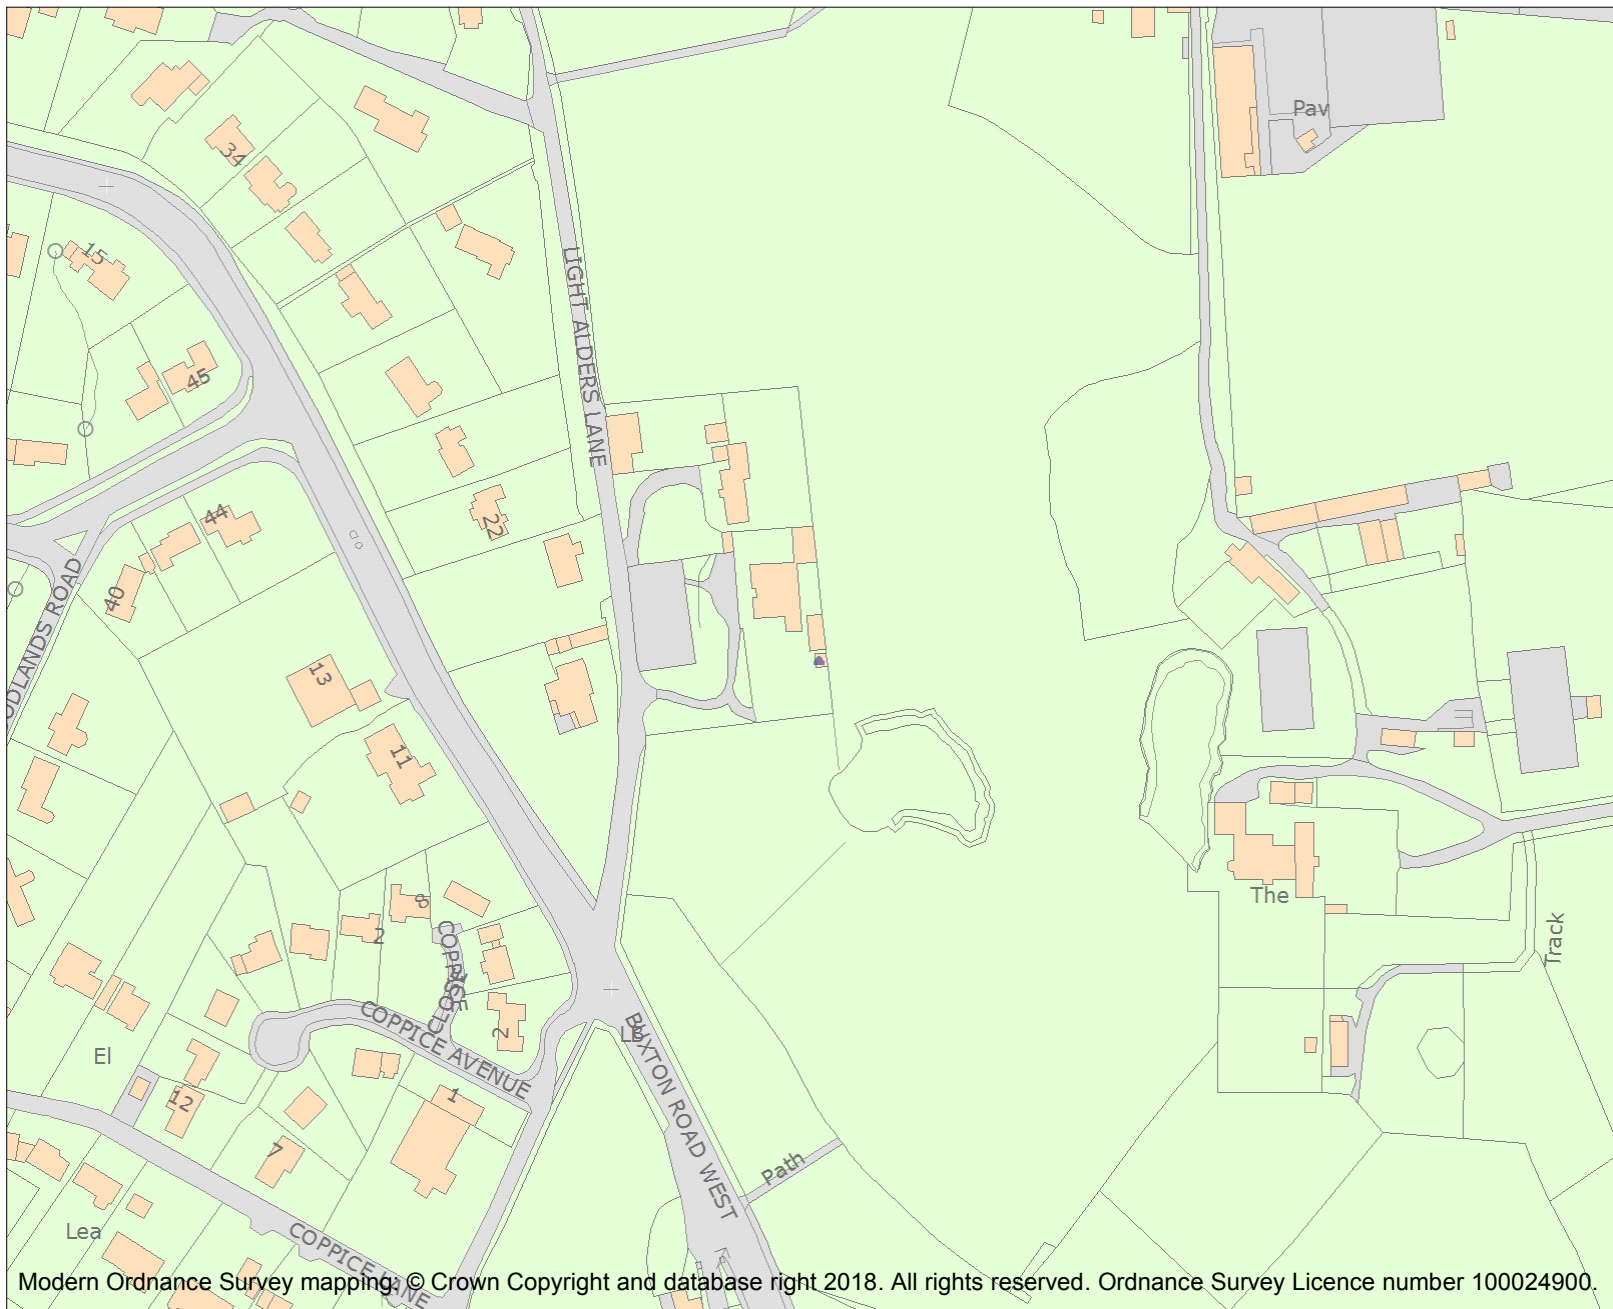 Pav
34
15
LIGHT ALDERS LANE
45
22
44
40
ODLANDS ROAD
13
11
The
8
2
COPPICE
CLOSE
Track
COPPICE AVENUE
2
LB
El
BUXTON ROAD WEST
12
1
7
Path
Lea
COPPICE LANE
Modern Ordnance Survey mapping: © Crown Copyright and database right 2018. All rights reserved. Ordnance Survey Licence number 100024900.